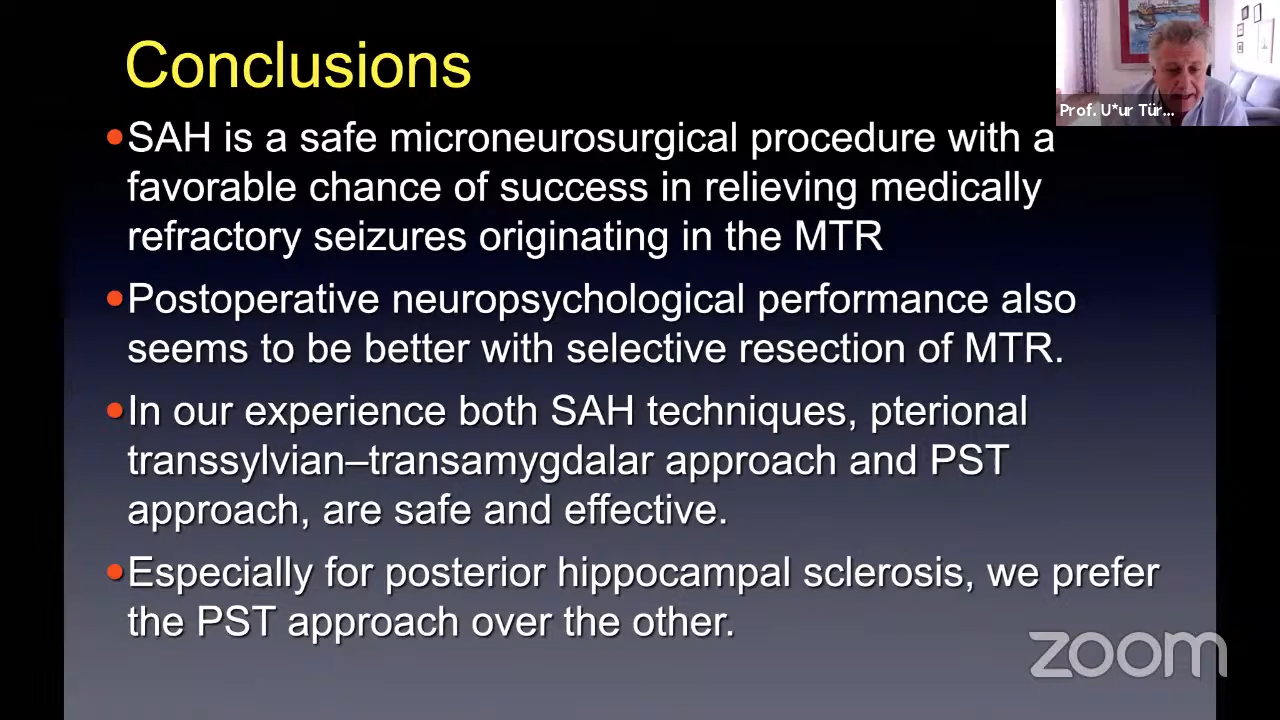 Conclusions
Prof. U*ur Tür...
•SAH is a safe microneurosurgical procedure with a
favorable chance of success in relieving medically
refractory seizures originating in the MTR
•Postoperative neuropsychological performance also
seems to be better with selective resection of MTR.
•In our experience both SAH techniques, pterional
transsylvian–transamygdalar approach and PST
approach, are safe and effective.
•Especially for posterior hippocampal sclerosis, we prefer
the PST approach over the other.
zoom